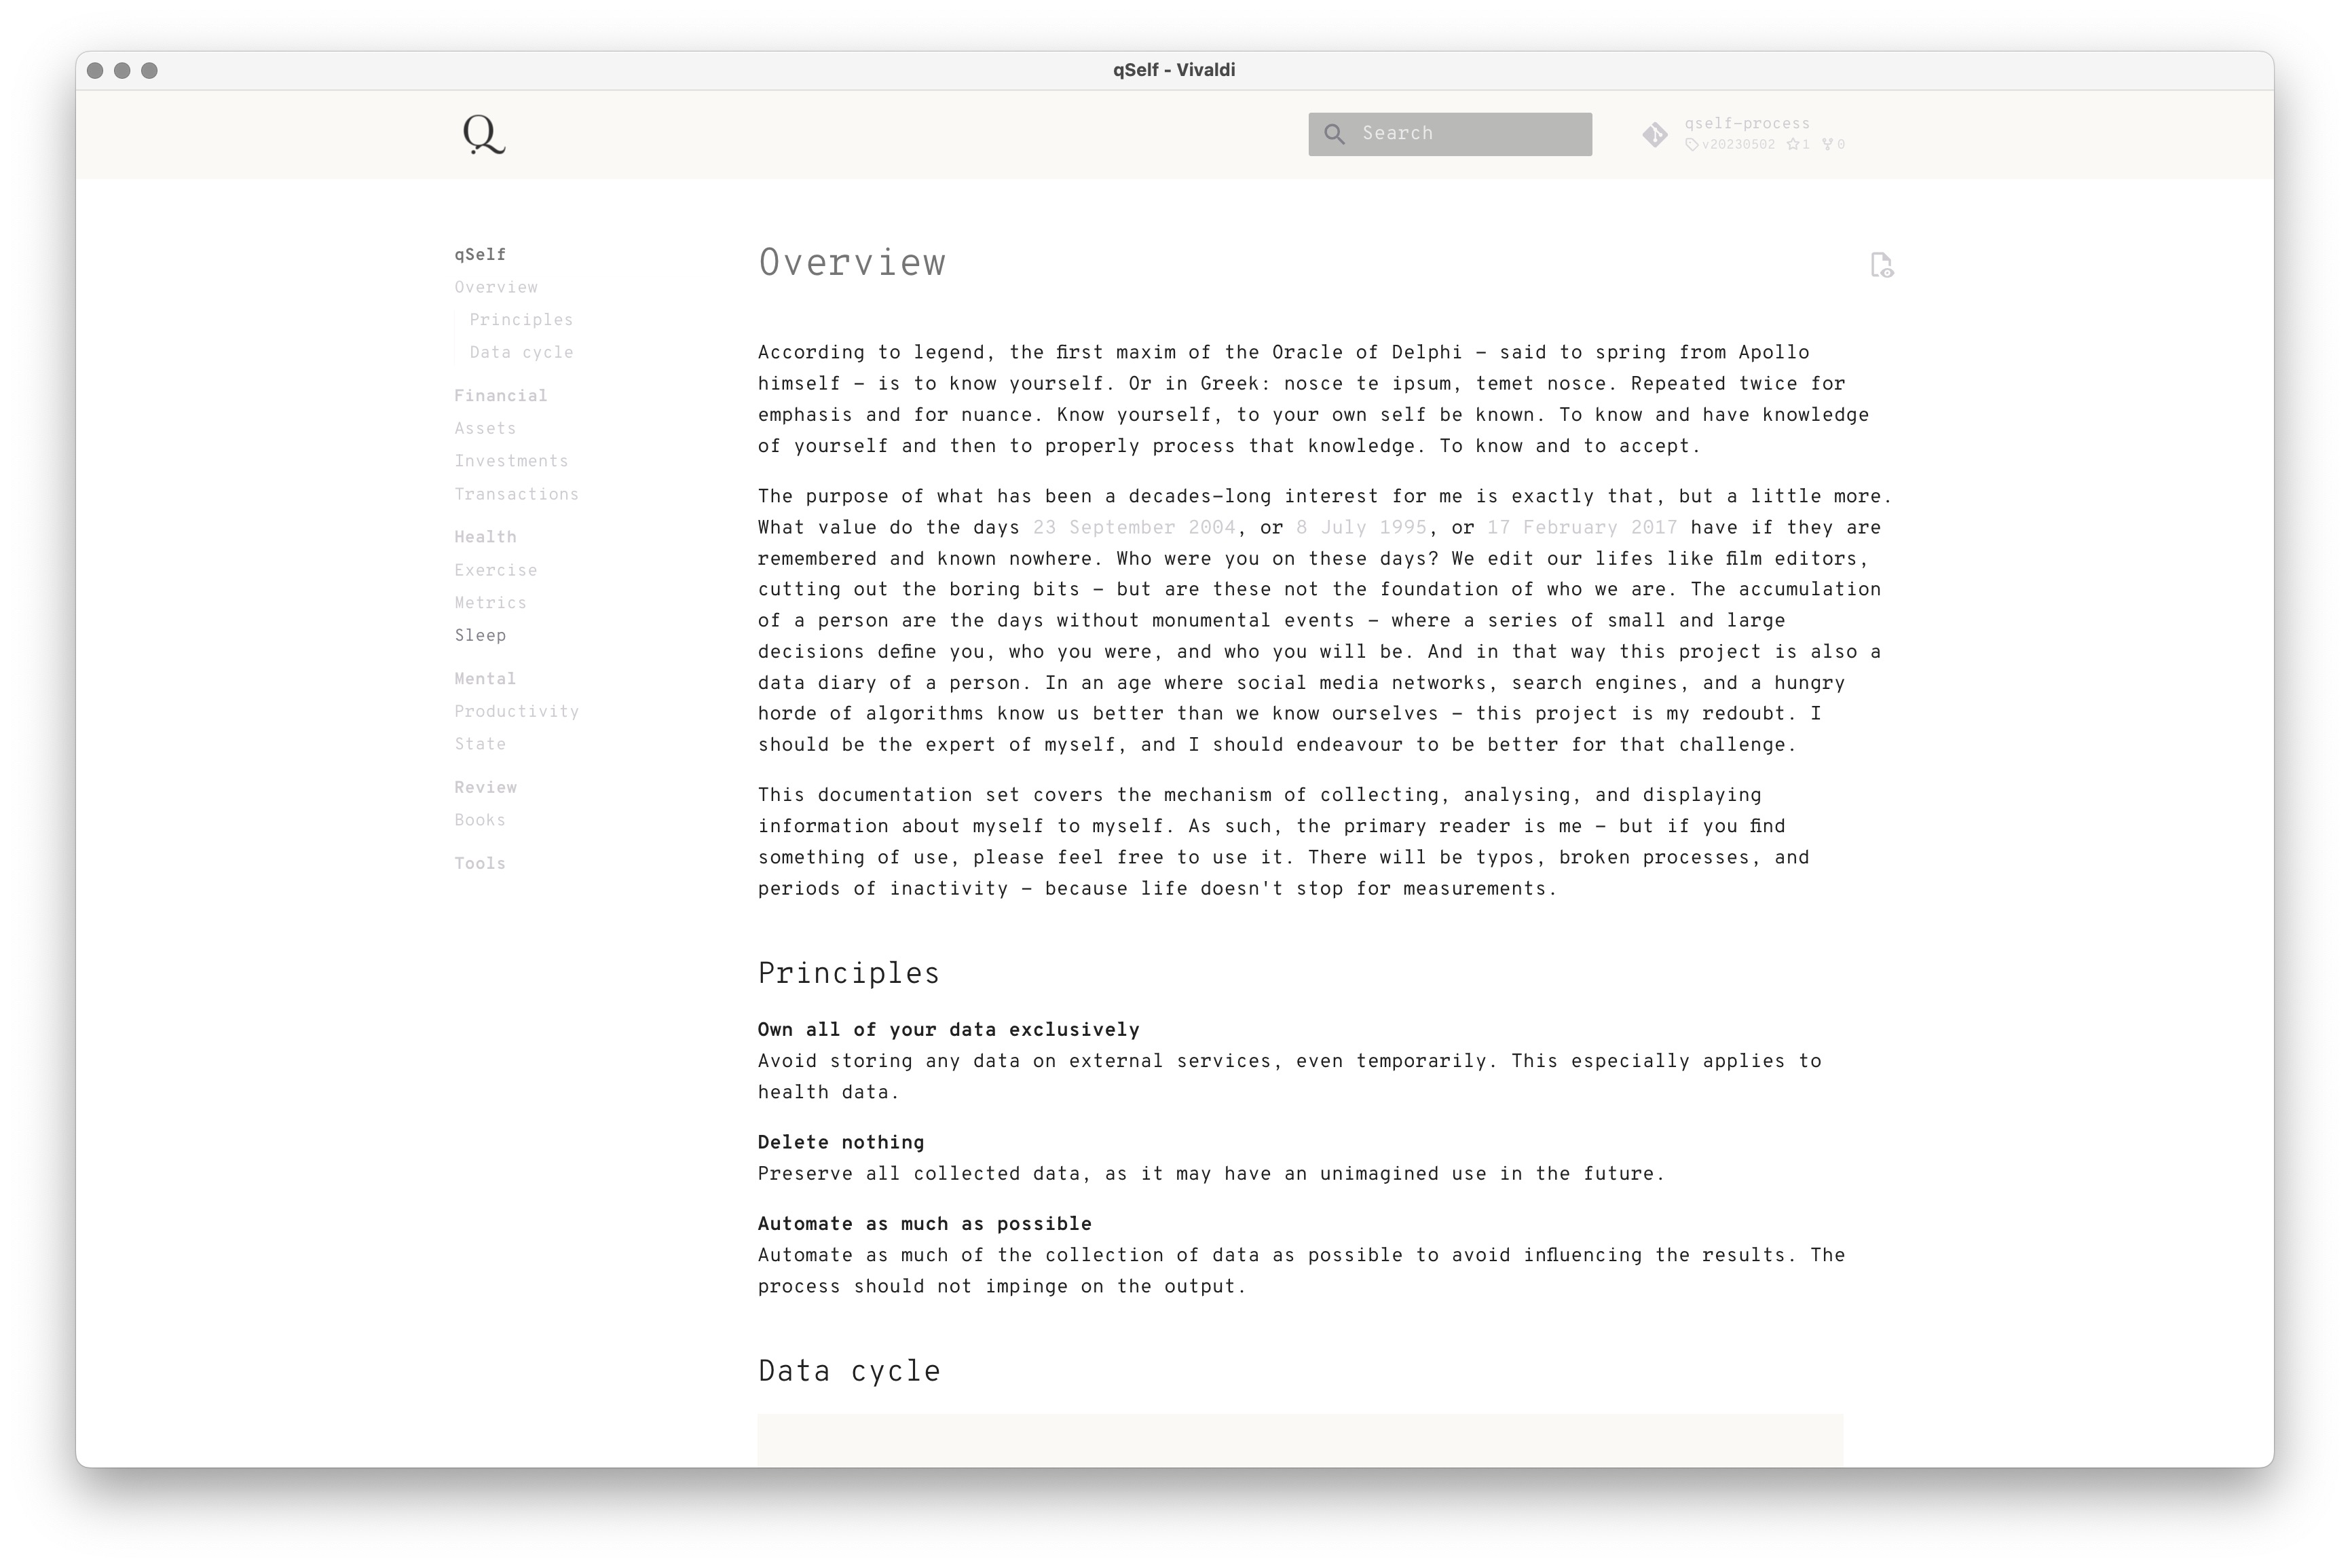 qSelf - Vivaldi
Q
Search
qself-process
v20230502 1 0
qSelf
Overview
Principles
Data cycle
Financial
Assets
Investments
Transactions
Health
Exercise
Metrics
Sleep
Mental
Productivity
State
Review
Books
Tools
Overview
According to legend, the first maxim of the Oracle of Delphi – said to spring from Apollo
himself – is to know yourself. Or in Greek: nosce te ipsum, temet nosce. Repeated twice for
emphasis and for nuance. Know yourself, to your own self be known. To know and have knowledge
of yourself and then to properly process that knowledge. To know and to accept.
The purpose of what has been a decades-long interest for me is exactly that, but a little more.
What value do the days 23 September 2004, or 8 July 1995, or 17 February 2017 have if they are
remembered and known nowhere. Who were you on these days? We edit our lifes like film editors,
cutting out the boring bits – but are these not the foundation of who we are. The accumulation
of a person are the days without monumental events – where a series of small and large
decisions define you, who you were, and who you will be. And in that way this project is also a
data diary of a person. In an age where social media networks, search engines, and a hungry
horde of algorithms know us better than we know ourselves – this project is my redoubt. I
should be the expert of myself, and I should endeavour to be better for that challenge.
This documentation set covers the mechanism of collecting, analysing, and displaying
information about myself to myself. As such, the primary reader is me – but if you find
something of use, please feel free to use it. There will be typos, broken processes, and
periods of inactivity – because life doesn't stop for measurements.
Principles
Own all of your data exclusively
Avoid storing any data on external services, even temporarily. This especially applies to
health data.
Delete nothing
Preserve all collected data, as it may have an unimagined use in the future.
Automate as much as possible
Automate as much of the collection of data as possible to avoid influencing the results. The
process should not impinge on the output.
Data cycle